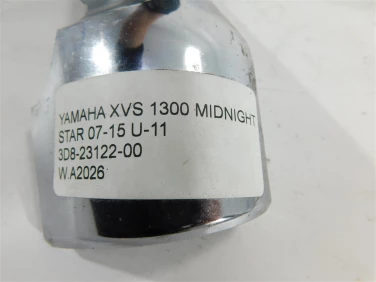 YAMAHA XVS 1300 MIDNIGHT
STAR 07-15 U-11
3D8-23122-00
W.A2026